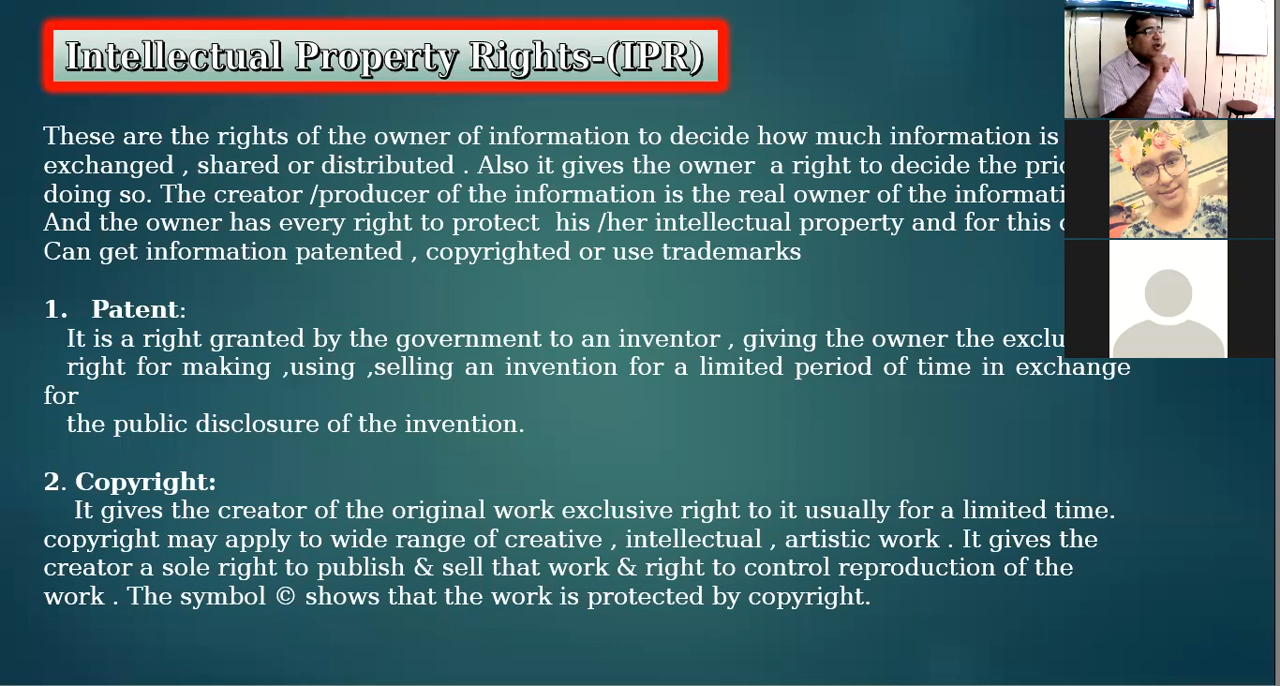 Intellectual Property Rights-(IPR)
These are the rights of the owner of information to decide how much information is
exchanged , shared or distributed . Also it gives the owner a right to decide the
doing so. The creator /producer of the information is the real owner of the
And the owner has every right to protect his /her intellectual property and for this
Can get information patented , copyrighted or use trademarks
1. Patent:
It is a right granted by the government to an inventor , giving the owner the
right for making ,using ,selling an invention for a limited period of time in exchange
for
the public disclosure of the invention.
2. Copyright:
It gives the creator of the original work exclusive right to it usually for a limited time.
copyright may apply to wide range of creative , intellectual , artistic work . It gives the
creator a sole right to publish & sell that work & right to control reproduction of the
work . The symbol © shows that the work is protected by copyright.